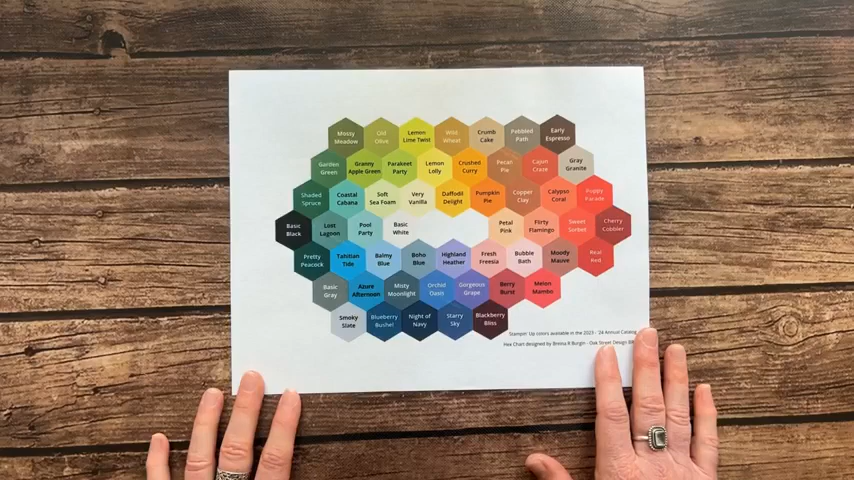 Mossy
Meadow
Old
Olive
Lemon
Lime Twist
Wild
Wheat
Crumb
Cake
Pebbled
Path
Early
Espresso
Garden
Green
Granny
Apple Green
Parakeet
Party
Lemon
Lolly
Crushed
Curry
Pecan
Pie
Cajun
Craze
Gray
Granite
Shaded
Spruce
Coastal
Cabana
Soft
Sea Foam
Very
Vanilla
Daffodil
Delight
Pumpkin
Pie
Copper
Clay
Calypso
Coral
Poppy
Parade
Basic
Black
Lost
Lagoon
Pool
Party
Basic
White
Petal
Pink
Flirty
Flamingo
Sweet
Sorbet
Cherry
Cobbler
Pretty
Peacock
Tahitian
Tide
Balmy
Blue
Boho
Blue
Highland
Heather
Fresh
Freesia
Bubble
Bath
Moody
Mauve
Real
Red
Basic
Gray
Azure
Afternoon
Misty
Moonlight
Orchid
Oasis
Gorgeous
Grape
Berry
Burst
Melon
Mambo
Smoky
Slate
Blueberry
Bushel
Night of
Navy
Starry
Sky
Blackberry
Bliss
Stampin' Up colors available in the 2023 - '24 Annual Catalog
Hex Chart designed by Brenna R Burgin - Oak Street Design